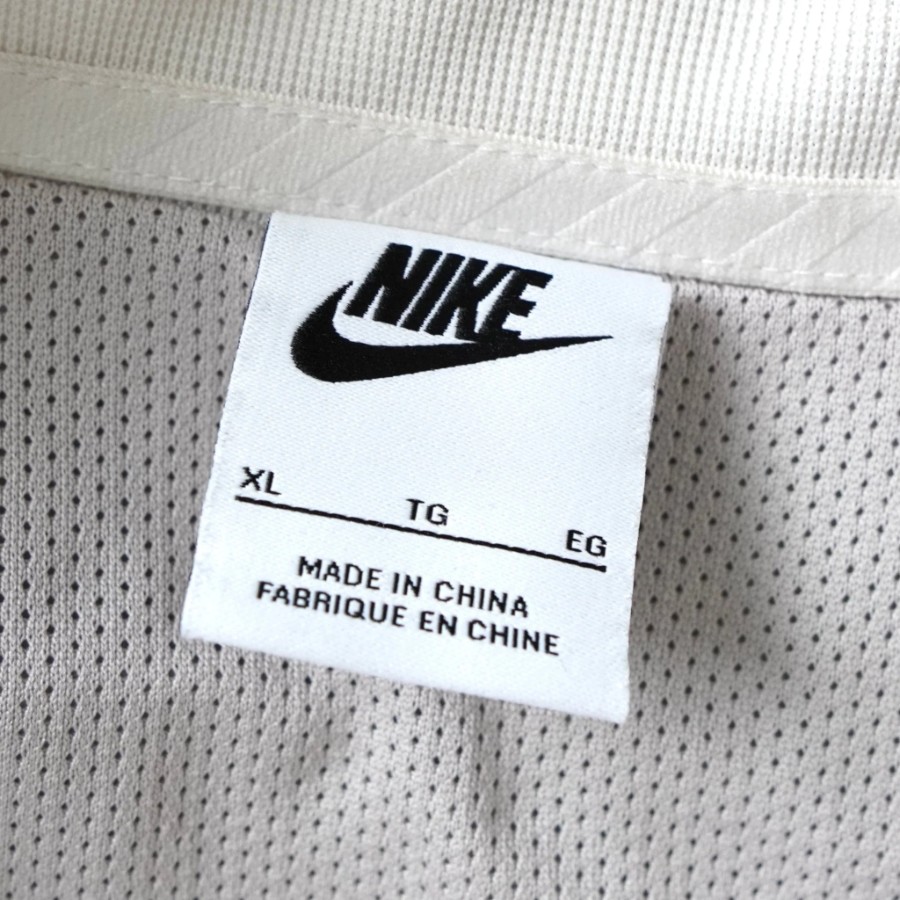 NIKE
XL TG EG
MADE IN CHINA
FABRIQUE EN CHINE